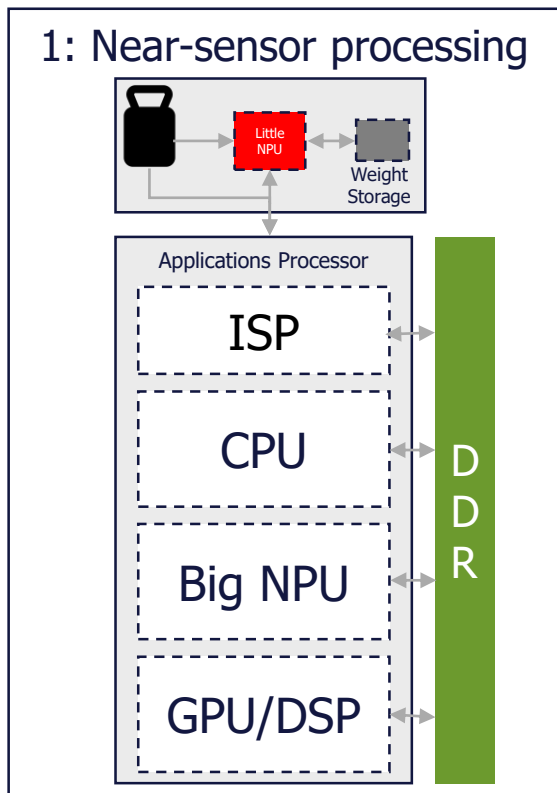 1: Near-sensor processing
Little
NPU
Weight
Storage
Applications Processor
ISP
CPU
Big NPU
GPU/DSP
D
D
R